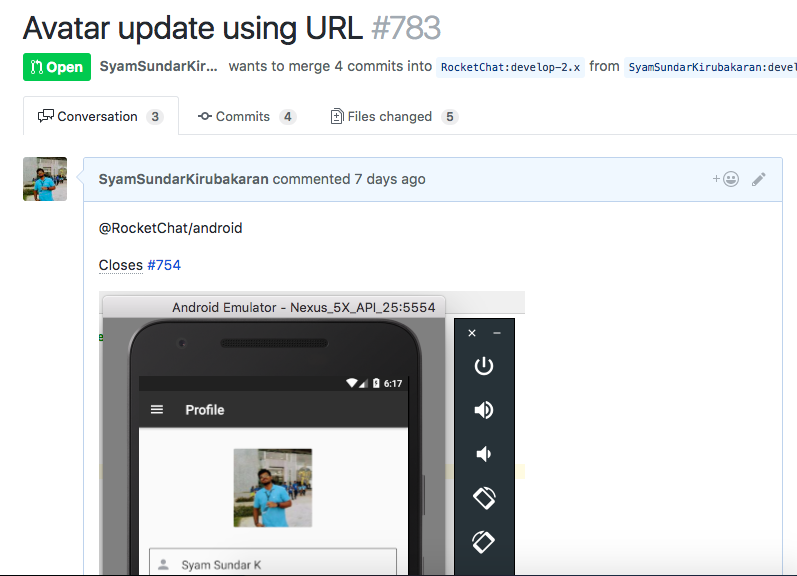 Avatar update using URL #783
Open SyamSundarKir... wants to merge 4 commits into RocketChat:develop-2.x from SyamSundarKirubakaran:devel
Conversation 3 Commits 4 Files changed 5
SyamSundarKirubakaran commented 7 days ago
@RocketChat/android
Closes #754
Android Emulator - Nexus_5X_API_25:5554
6:17
Profile
Syam Sundar K